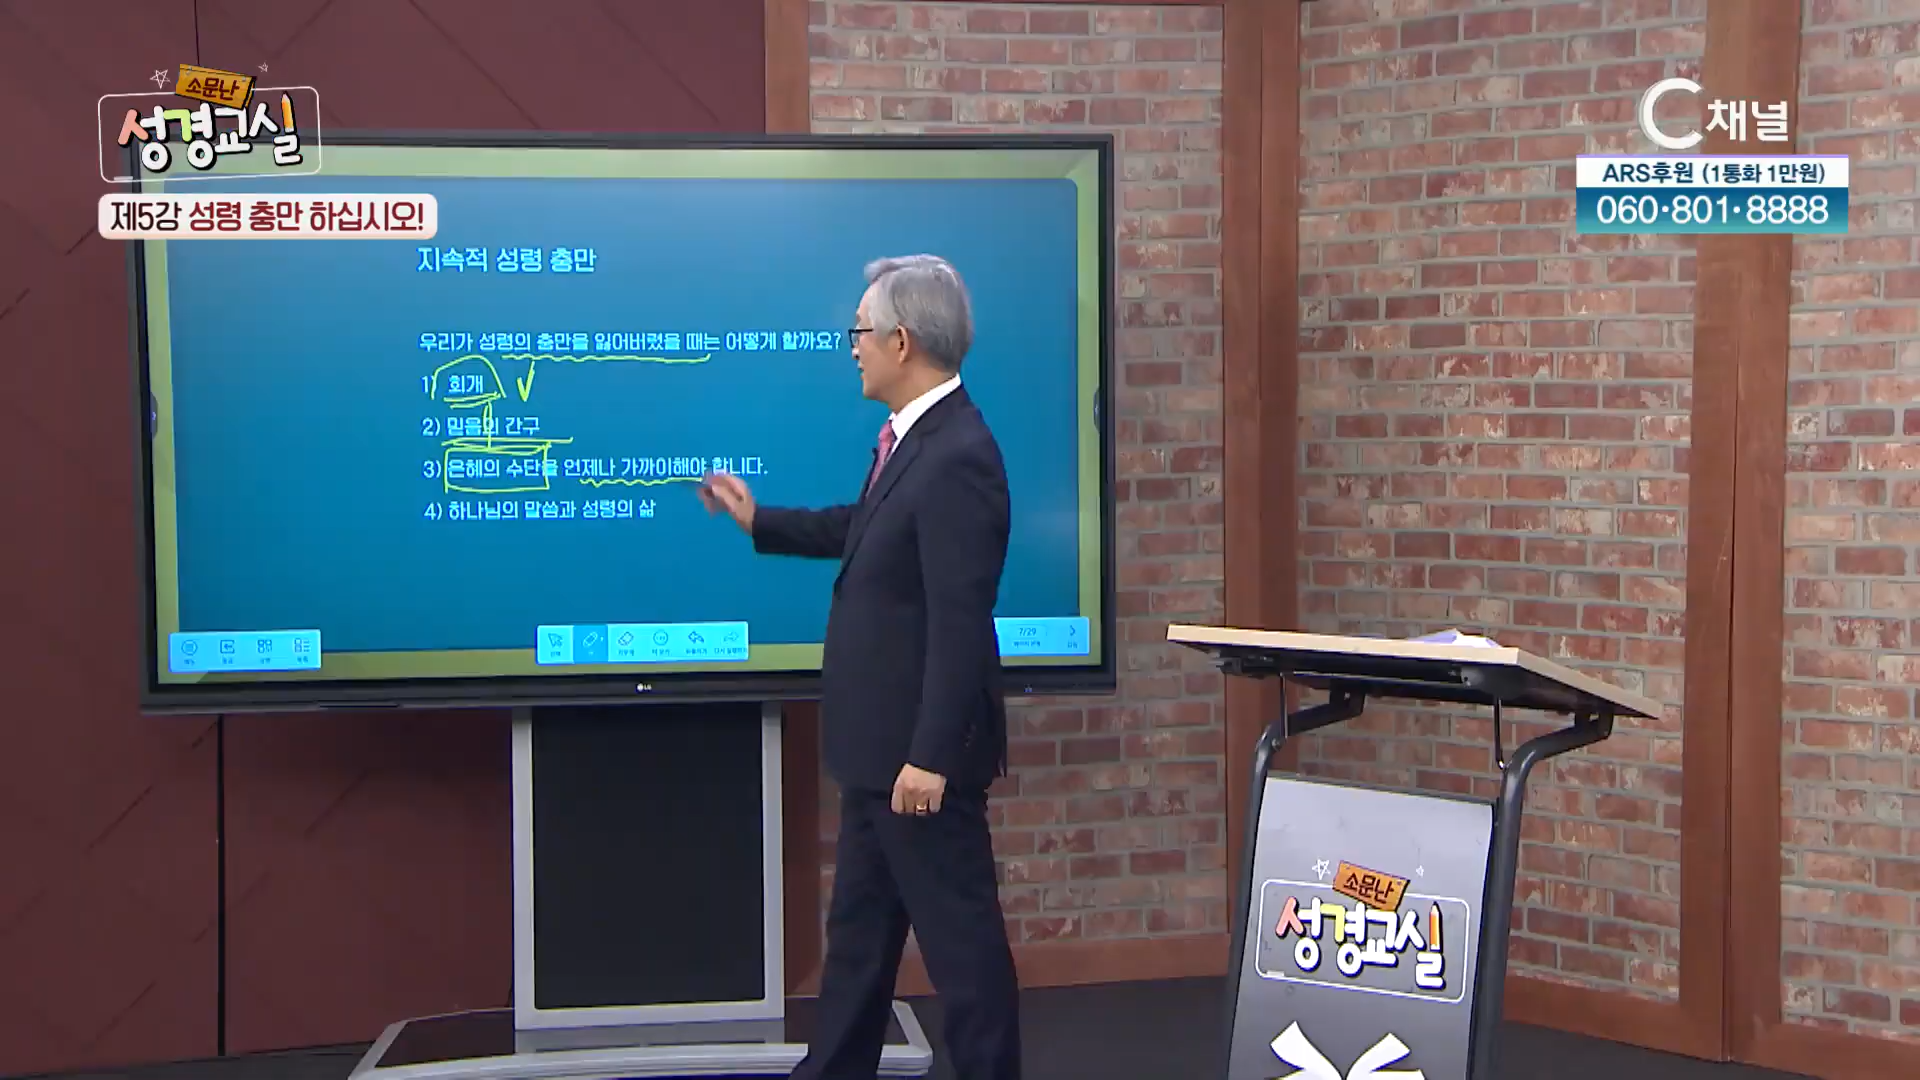 소문난
성경교실
제5강 성령 충만 하십시오!
C채널
ARS후원 (1통화 1만원)
060·801·8888
지속적 성령 충만
우리가 성령의 충만을 잃어버렸을 때는 어떻게 할까요?
1) 회개
2) 믿음의 간구
3) 은혜의 수단을 언제나 가까이해야 합니다.
4) 하나님의 말씀과 성령의 삶
7/29
LG
소문난
성경교실